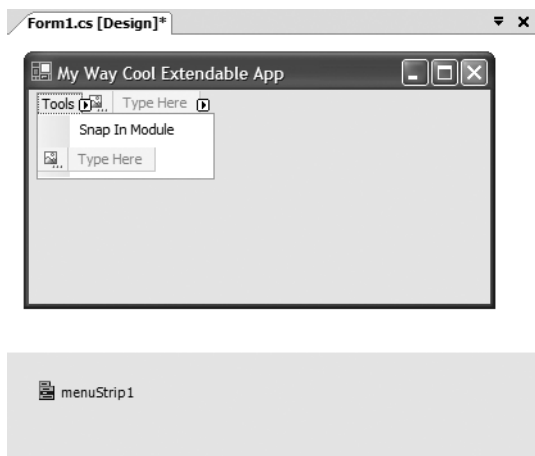 Form1.cs [Design]*
My Way Cool Extendable App
Tools Type Here
Snap In Module
Type Here
menuStrip1